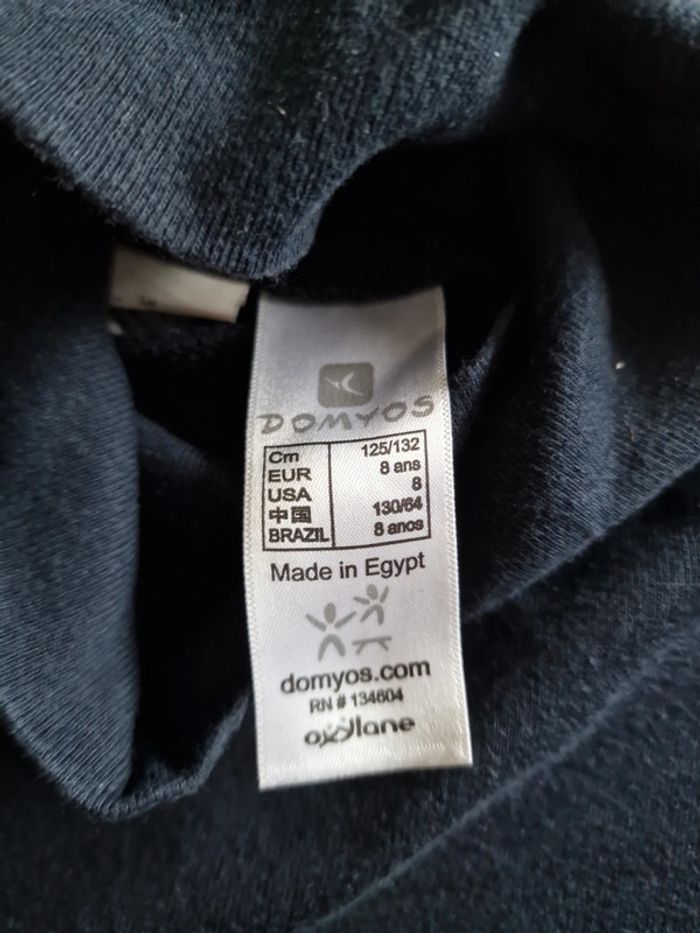 DOMYOS
Cm 125/132
EUR 8 ans
USA 8
中国 130/64
BRAZIL 8 anos
Made in Egypt
domyos.com
RN # 134604
oxylane